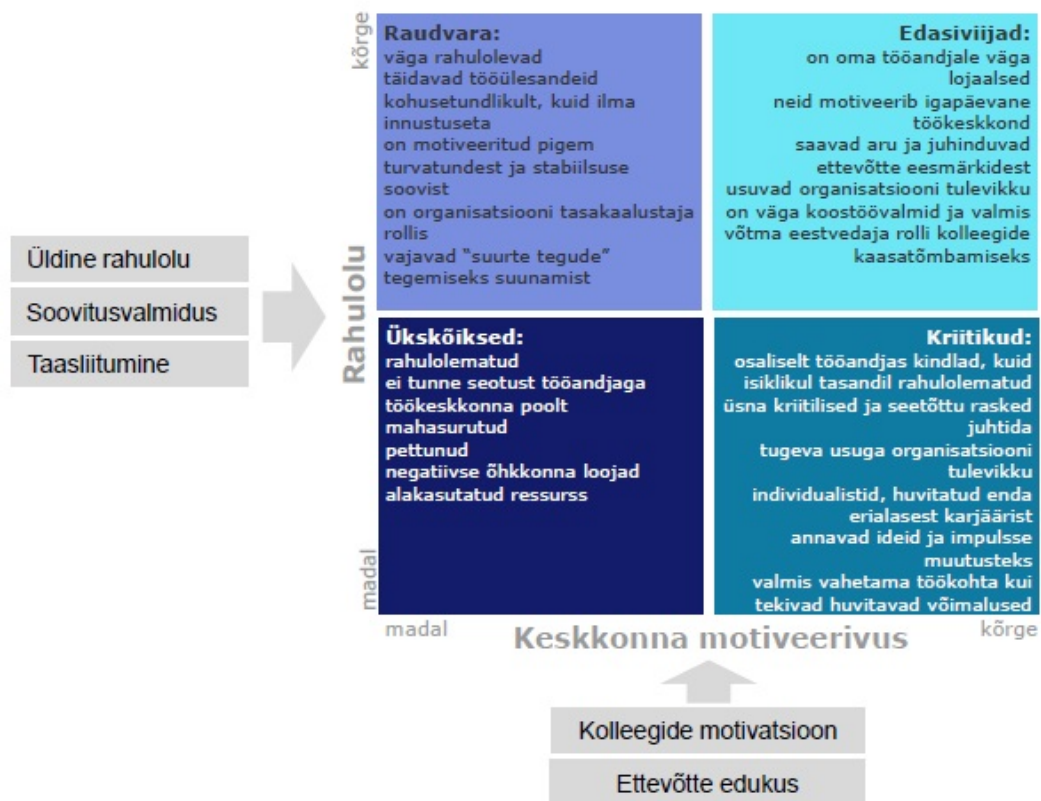 kõrge
Raudvara:
väga rahulolevad
täidavad tööülesandeid
kohusetundlikult, kuid ilma
innustuseta
on motiveeritud pigem
turvatundest ja stabiilsuse
soovist
on organisatsiooni tasakaalustaja
rollis
vajavad “suurte tegude”
tegemiseks suunamist
Edasiviijad:
on oma tööandjale väga
lojaalsed
neid motiveerib igapäevane
töökeskkond
saavad aru ja juhinduvad
ettevõtte eesmärkidest
usuvad organisatsiooni tulevikku
on väga koostöövalmid ja valmis
võtma eestvedaja rolli kolleegide
kaasatõmbamiseks
Üldine rahulolu
Soovitusvalmidus
Taasliitumine
Rahulolu
Ükskõiksed:
rahulolematud
ei tunne seotust tööandjaga
töökeskkonna poolt
mahasurutud
pettunud
negatiivse õhkkonna loojad
alakasutatud ressurss
Kriitikud:
osaliselt tööandjas kindlad, kuid
isiklikul tasandil rahulolematud
üsna kriitilised ja seetõttu rasked
juhtida
tugeva usuga organisatsiooni
tulevikku
individualistid, huvitatud enda
erialasest karjäärist
annavad ideid ja impulsse
muutusteks
valmis vahetama töökohta kui
tekivad huvitavad võimalused
madal
madal
Keskkonna motiveerivus
kõrge
Kolleegide motivatsioon
Ettevõtte edukus